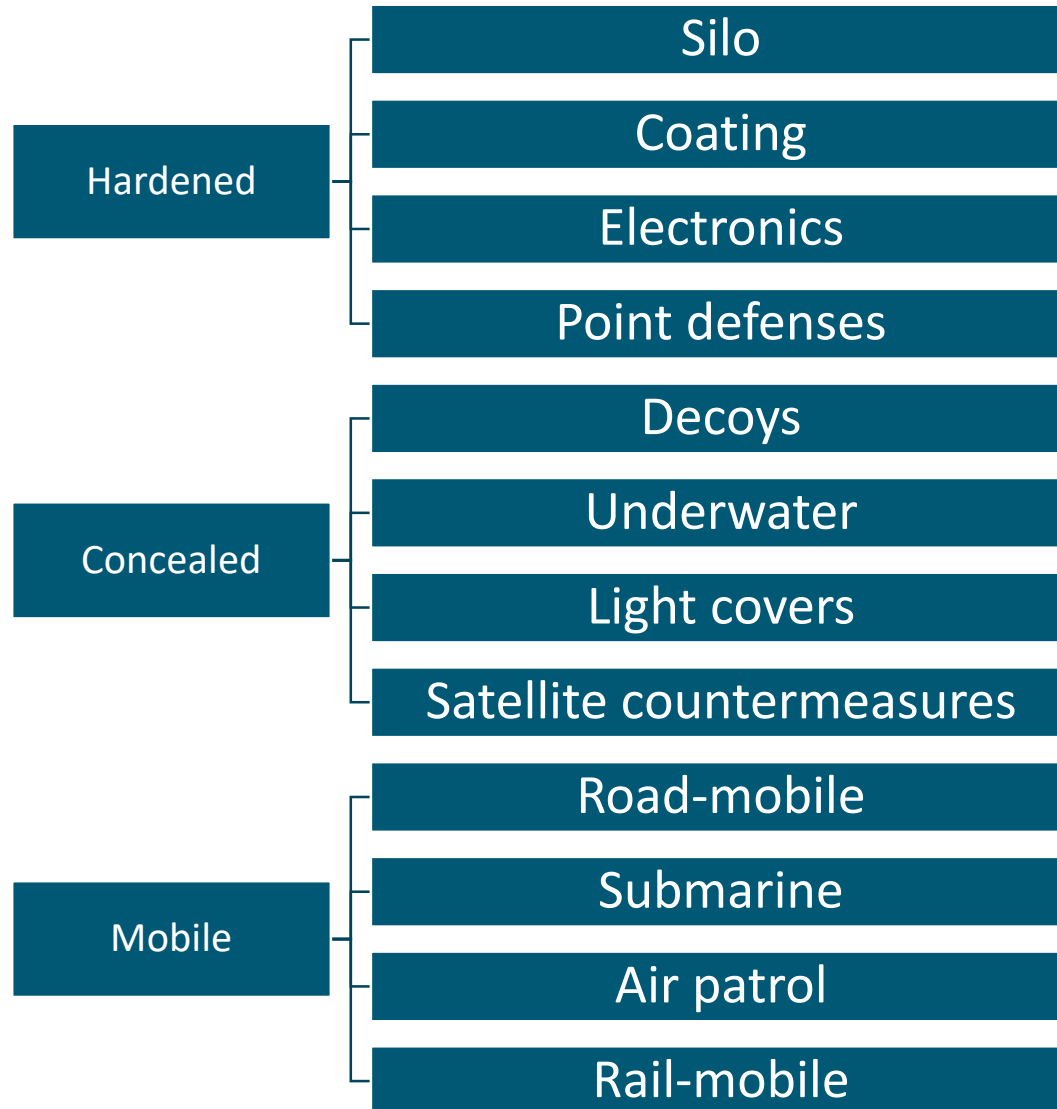 Hardened
Silo
Coating
Electronics
Point defenses
Concealed
Decoys
Underwater
Light covers
Satellite countermeasures
Mobile
Road-mobile
Submarine
Air patrol
Rail-mobile